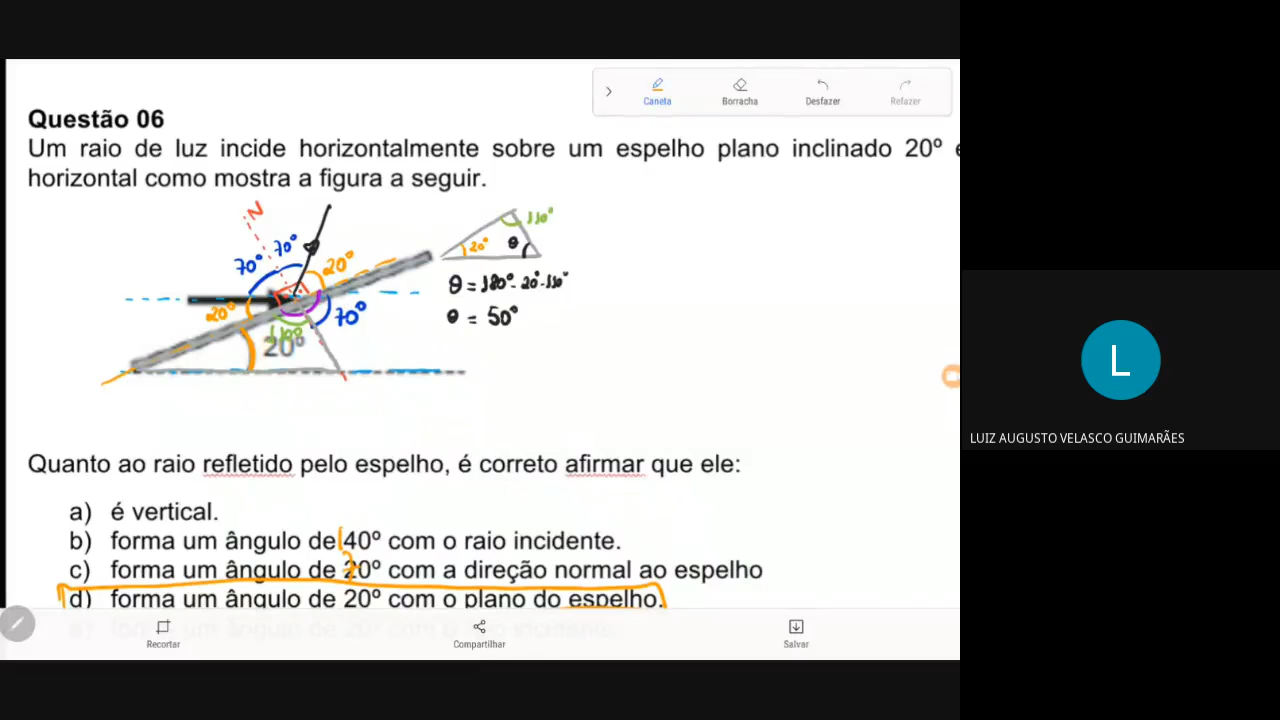 Caneta
Borracha
Desfazer
Refazer
Questão 06
Um raio de luz incide horizontalmente sobre um espelho plano inclinado 20º
horizontal como mostra a figura a seguir.
N
70° 70° 20°
20° 70°
110°
20º
110°
20° θ
θ = 180° - 20° - 110°
θ = 50°
Quanto ao raio refletido pelo espelho, é correto afirmar que ele:
a) é vertical.
b) forma um ângulo de 140º com o raio incidente.
c) forma um ângulo de 20º com a direção normal ao espelho
d) forma um ângulo de 20º com o plano do espelho.
Recortar
Compartilhar
Salvar
L
LUIZ AUGUSTO VELASCO GUIMARÃES